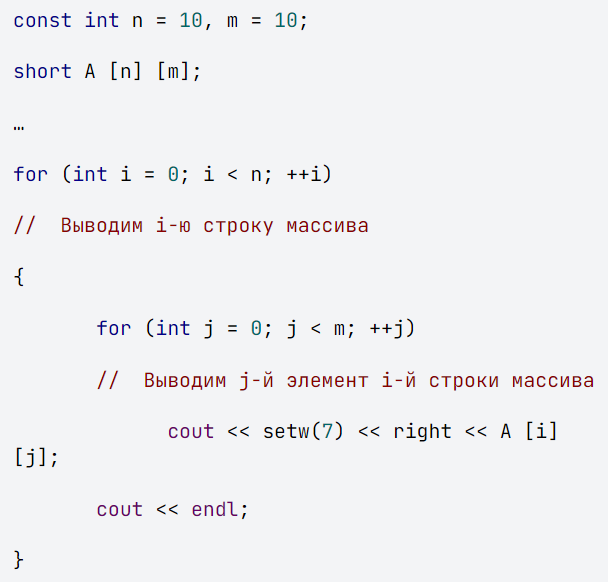 const int n = 10, m = 10;
short A [n] [m];
…
for (int i = 0; i < n; ++i)
//  Выводим i-ю строку массива
{
for (int j = 0; j < m; ++j)
//  Выводим j-й элемент i-й строки массива
cout << setw(7) << right << A [i]
[j];
cout << endl;
}